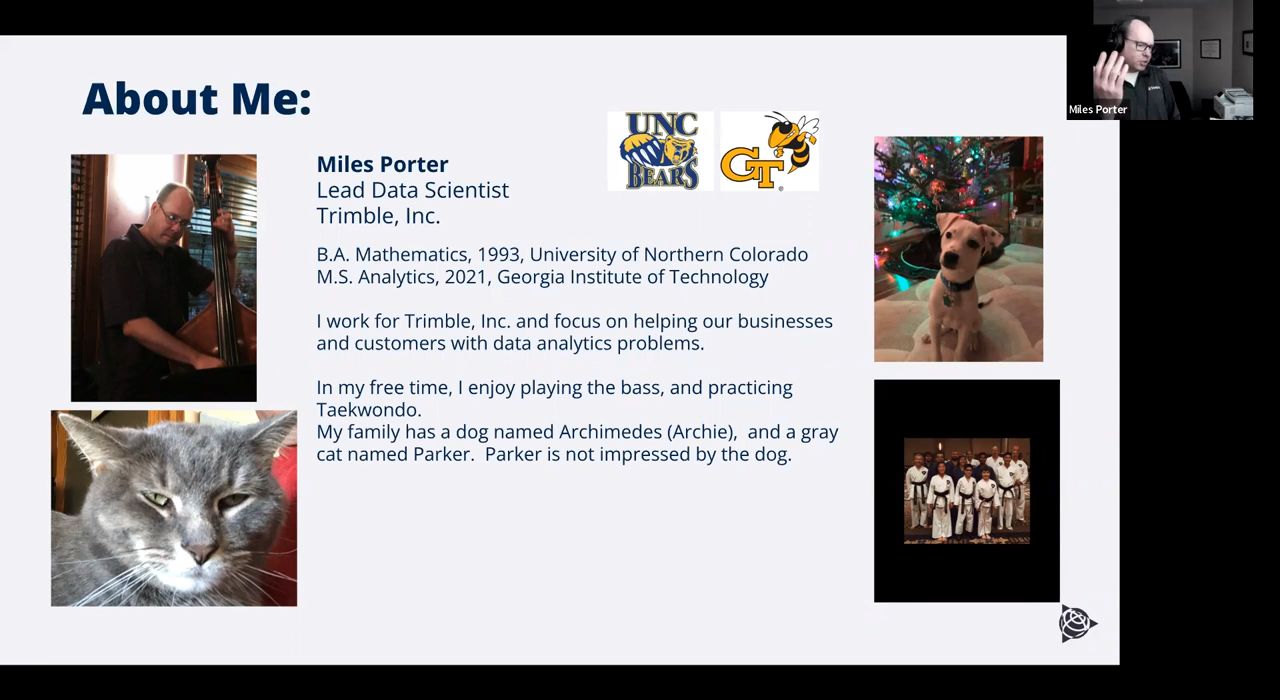 About Me:
UNC
BEARS
GT
Miles Porter
Miles Porter
Lead Data Scientist
Trimble, Inc.
B.A. Mathematics, 1993, University of Northern Colorado
M.S. Analytics, 2021, Georgia Institute of Technology
I work for Trimble, Inc. and focus on helping our businesses
and customers with data analytics problems.
In my free time, I enjoy playing the bass, and practicing
Taekwondo.
My family has a dog named Archimedes (Archie),  and a gray
cat named Parker.  Parker is not impressed by the dog.